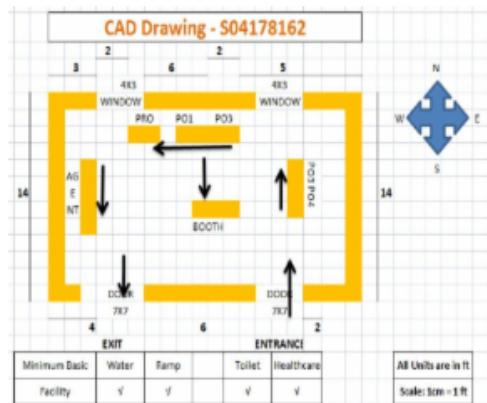 CAD Drawing - S04178162
2 2
3 6 5
4X3 4X3
WINDOW WINDOW
N
W E
S
PRO PO1 PO3
AG
E
NT
PO3 PO4
14 14
BOOTH
DOOR DOOR
7X7 7X7
4 6 2
EXIT ENTRANCE
Minimum Basic Water Ramp Toilet Healthcare
Facility √ √ √ √
All Units are in ft
Scale: 1cm = 1 ft